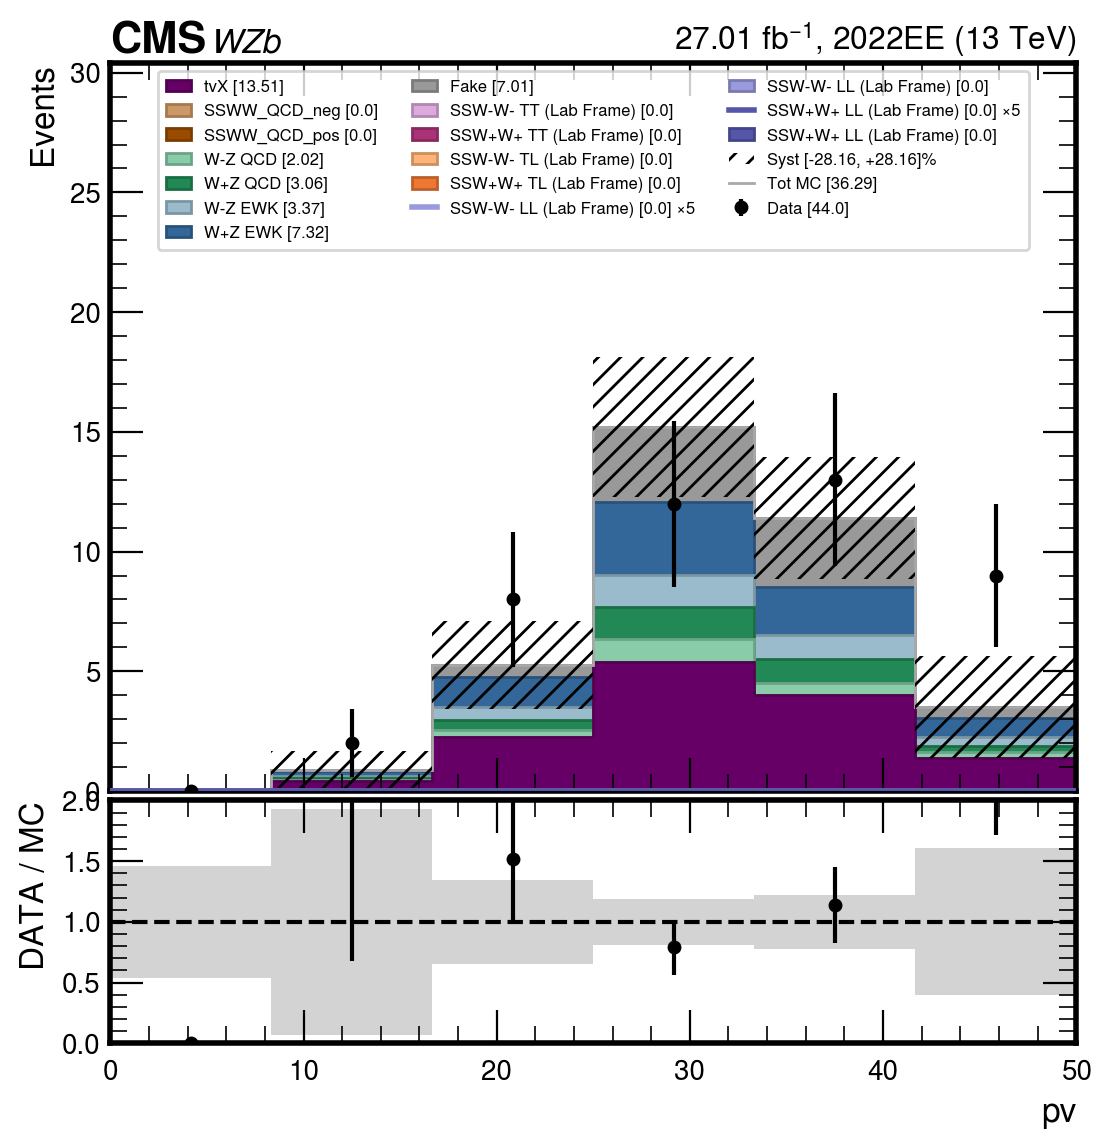 CMS WZb 27.01 fb⁻¹, 2022EE (13 TeV)
Events
30
25
20
15
10
5
0
tvX [13.51]
SSWW_QCD_neg [0.0]
SSWW_QCD_pos [0.0]
W-Z QCD [2.02]
W+Z QCD [3.06]
W-Z EWK [3.37]
W+Z EWK [7.32]
Fake [7.01]
SSW-W- TT (Lab Frame) [0.0]
SSW+W+ TT (Lab Frame) [0.0]
SSW-W- TL (Lab Frame) [0.0]
SSW+W+ TL (Lab Frame) [0.0]
SSW-W- LL (Lab Frame) [0.0] ×5
SSW-W- LL (Lab Frame) [0.0]
SSW+W+ LL (Lab Frame) [0.0] ×5
SSW+W+ LL (Lab Frame) [0.0]
Syst [-28.16, +28.16]%
Tot MC [36.29]
Data [44.0]
DATA / MC
2.0
1.5
1.0
0.5
0.0
0 10 20 30 40 50
pv